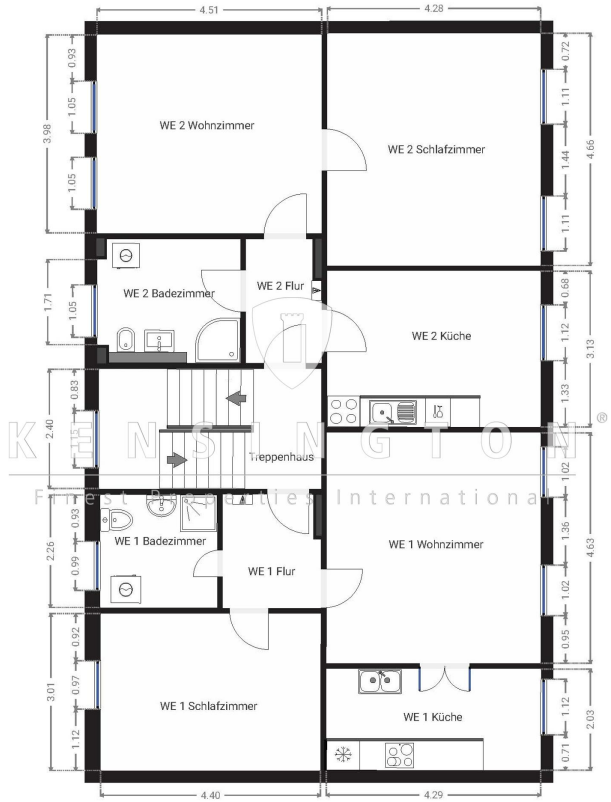 4.51
4.28
0.93
0.72
1.05
1.11
WE 2 Wohnzimmer
3.98
WE 2 Schlafzimmer
1.44
4.66
1.05
1.11
WE 2 Flur
WE 2 Badezimmer
0.68
1.71
1.05
1.12
WE 2 Küche
3.13
0.83
1.33
2.40
KENSINGTON®
Treppenhaus
1.02
Finest Properties International
0.93
1.36
WE 1 Badezimmer
WE 1 Wohnzimmer
4.63
2.26
0.99
WE 1 Flur
1.02
0.92
0.95
3.01
0.97
WE 1 Schlafzimmer
WE 1 Küche
1.12
2.03
1.12
0.71
4.40
4.29